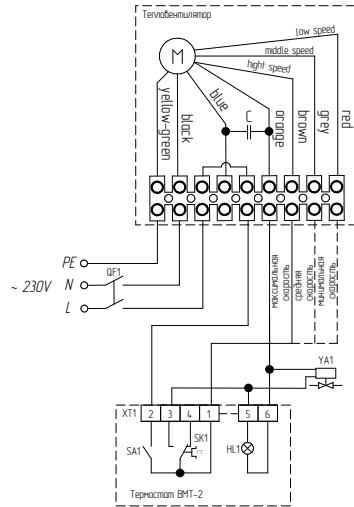 Тепловентилятор
low speed
middle speed
hight speed
M
yellow-green
black
blue
C
orange
brown
grey
red
PE
QF1
N
~ 230V
L
максимальная скорость
средняя скорость
минимальная скорость
YA1
XT1
2
3
4
1
5
6
SA1
SK1
t°C
HL1
Термостат ВМТ-2